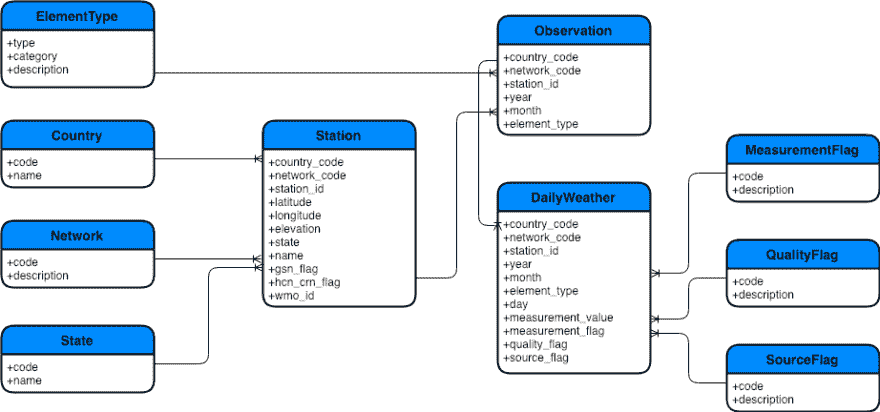 ElementType
+type
+category
+description
Country
+code
+name
Network
+code
+description
State
+code
+name
Station
+country_code
+network_code
+station_id
+latitude
+longitude
+elevation
+state
+name
+gsn_flag
+hcn_crn_flag
+wmo_id
Observation
+country_code
+network_code
+station_id
+year
+month
+element_type
DailyWeather
+country_code
+network_code
+station_id
+year
+month
+element_type
+day
+measurement_value
+measurement_flag
+quality_flag
+source_flag
MeasurementFlag
+code
+description
QualityFlag
+code
+description
SourceFlag
+code
+description